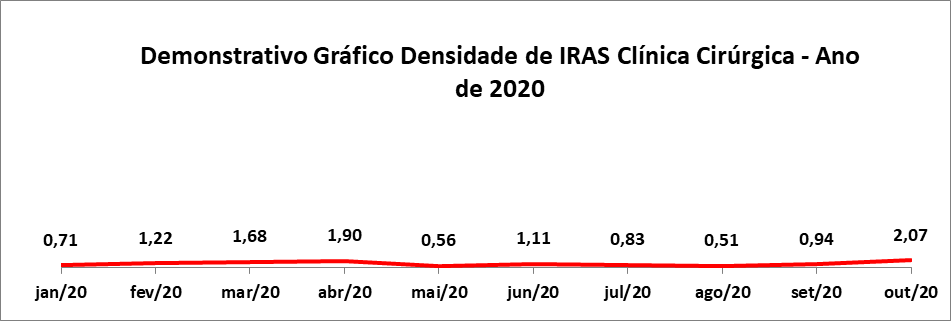 Demonstrativo Gráfico Densidade de IRAS Clínica Cirúrgica - Ano
de 2020
0,71 1,22 1,68 1,90 0,56 1,11 0,83 0,51 0,94 2,07
jan/20 fev/20 mar/20 abr/20 mai/20 jun/20 jul/20 ago/20 set/20 out/20